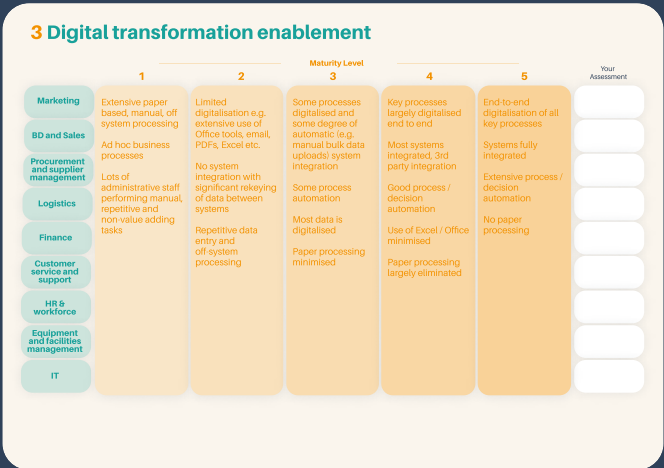 3 Digital transformation enablement
Maturity Level
1
2
3
4
5
Your
Assessment
Marketing
BD and Sales
Procurement
and supplier
management
Logistics
Finance
Customer
service and
support
HR &
workforce
Equipment
and facilities
management
IT
Extensive paper
based, manual, off
system processing
Ad hoc business
processes
Lots of
administrative staff
performing manual,
repetitive and
non-value adding
tasks
Limited
digitalisation e.g.
extensive use of
Office tools, email,
PDFs, Excel etc.
No system
integration with
significant rekeying
of data between
systems
Repetitive data
entry and
off-system
processing
Some processes
digitalised and
some degree of
automatic (e.g.
manual bulk data
uploads) system
integration
Some process
automation
Most data is
digitalised
Paper processing
minimised
Key processes
largely digitalised
end to end
Most systems
integrated, 3rd
party integration
Good process /
decision
automation
Use of Excel / Office
minimised
Paper processing
largely eliminated
End-to-end
digitalisation of all
key processes
Systems fully
integrated
Extensive process /
decision
automation
No paper
processing